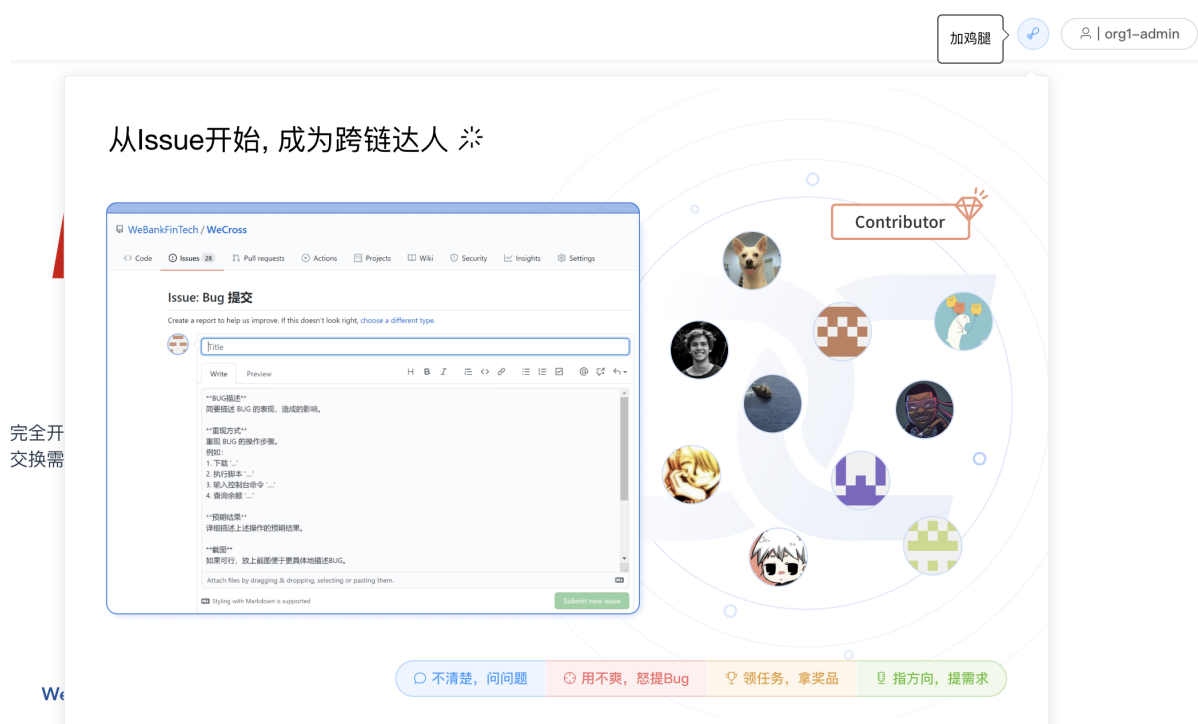 加鸡腿
org1-admin
从Issue开始, 成为跨链达人
WeBankFinTech / WeCross
Code Issues 28 Pull requests Actions Projects Wiki Security Insights Settings
Issue: Bug 提交
Create a report to help us improve. If this doesn't look right, choose a different type.
Title
Write Preview
**BUG描述**
简要描述 BUG 的表现、造成的影响。
**重现方式**
重现 BUG 的操作步骤。
例如:
1. 下载 '...'
2. 执行脚本 '....'
3. 输入控制台命令 '....'
4. 查询余额 '....'
**预期结果**
详细描述上述操作的预期结果。
**截图**
如果可行，放上截图便于更具体地描述BUG。
Attach files by dragging & dropping, selecting or pasting them.
Styling with Markdown is supported
Submit new issue
Contributor
完全开
交换需
We
不清楚，问问题
用不爽，怒提Bug
领任务，拿奖品
指方向，提需求